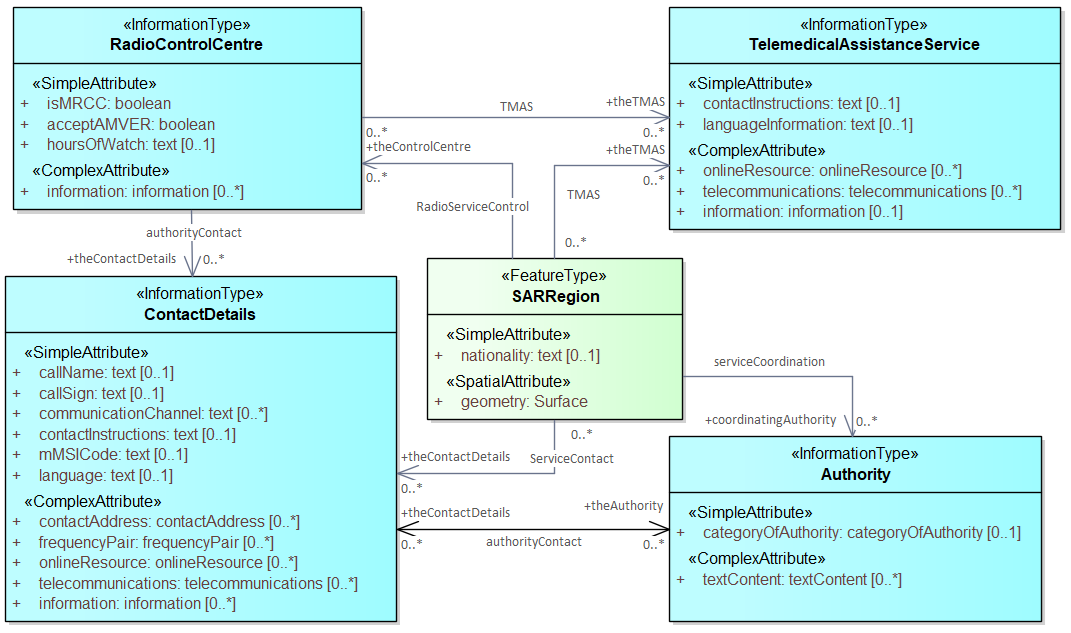 «InformationType»
RadioControlCentre
«SimpleAttribute»
+ isMRCC: boolean
+ acceptAMVER: boolean
+ hoursOfWatch: text [0..1]
«ComplexAttribute»
+ information: information [0..*]
«InformationType»
TelemedicalAssistanceService
«SimpleAttribute»
+ contactInstructions: text [0..1]
+ languageInformation: text [0..1]
«ComplexAttribute»
+ onlineResource: onlineResource [0..*]
+ telecommunications: telecommunications [0..*]
+ information: information [0..1]
TMAS
+theTMAS
0..*
0..*
+theControlCentre
0..*
RadioServiceControl
+theTMAS
0..*
TMAS
0..*
authorityContact
+theContactDetails
0..*
«InformationType»
ContactDetails
«SimpleAttribute»
+ callName: text [0..1]
+ callSign: text [0..1]
+ communicationChannel: text [0..*]
+ contactInstructions: text [0..1]
+ mMSICode: text [0..1]
+ language: text [0..1]
«ComplexAttribute»
+ contactAddress: contactAddress [0..*]
+ frequencyPair: frequencyPair [0..*]
+ onlineResource: onlineResource [0..*]
+ telecommunications: telecommunications [0..*]
+ information: information [0..*]
«FeatureType»
SARRegion
«SimpleAttribute»
+ nationality: text [0..1]
«SpatialAttribute»
+ geometry: Surface
serviceCoordination
+coordinatingAuthority
0..*
0..*
+theContactDetails
ServiceContact
0..*
+theContactDetails
+theAuthority
0..*
authorityContact
0..*
«InformationType»
Authority
«SimpleAttribute»
+ categoryOfAuthority: categoryOfAuthority [0..1]
«ComplexAttribute»
+ textContent: textContent [0..*]